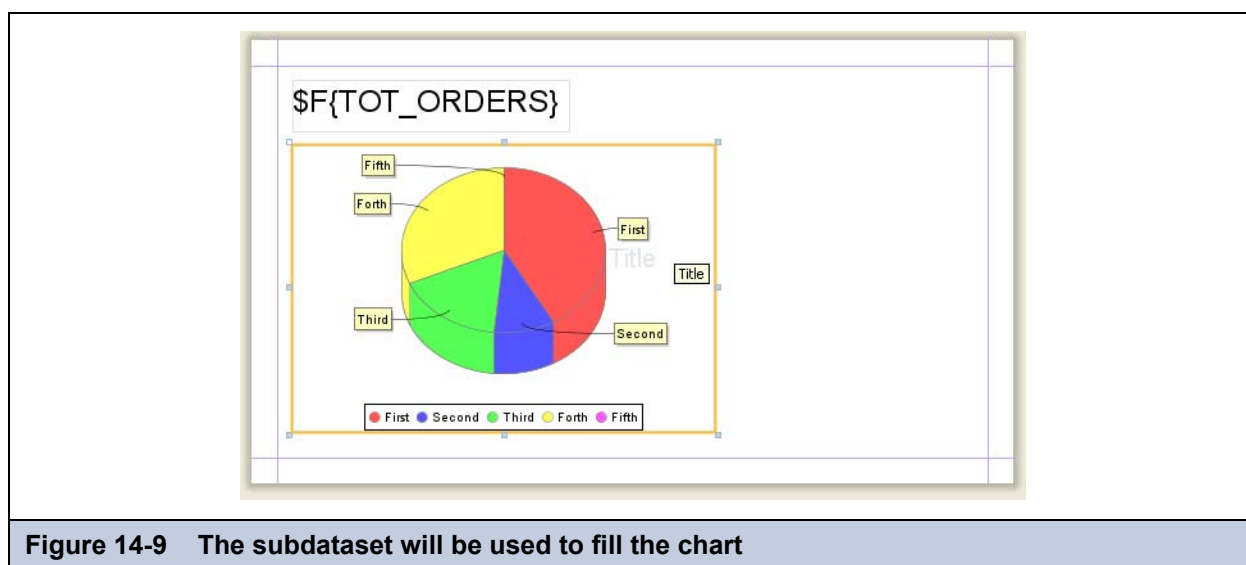 $F{TOT_ORDERS}
Fifth
Forth
First
Title
Title
Third
Second
First Second Third Forth Fifth
Figure 14-9 The subdataset will be used to fill the chart